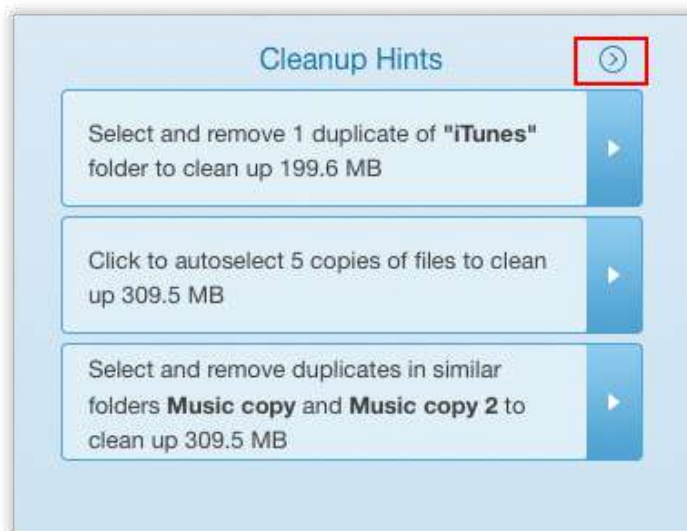 Cleanup Hints
Select and remove 1 duplicate of "iTunes"
folder to clean up 199.6 MB
Click to autoselect 5 copies of files to clean
up 309.5 MB
Select and remove duplicates in similar
folders Music copy and Music copy 2 to
clean up 309.5 MB